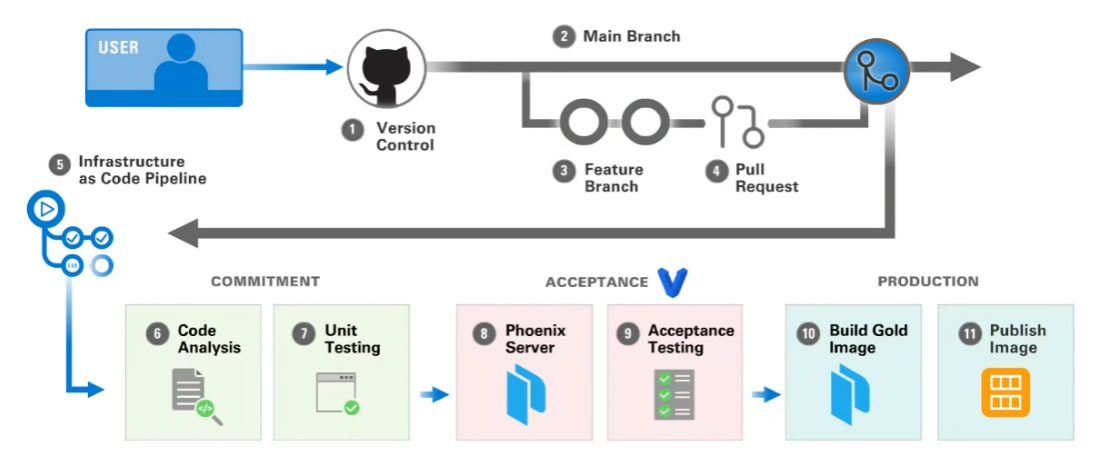 USER
2 Main Branch
1 Version
Control
3 Feature
Branch
4 Pull
Request
5 Infrastructure
as Code Pipeline
COMMITMENT
ACCEPTANCE
PRODUCTION
6 Code
Analysis
7 Unit
Testing
8 Phoenix
Server
9 Acceptance
Testing
10 Build Gold
Image
11 Publish
Image